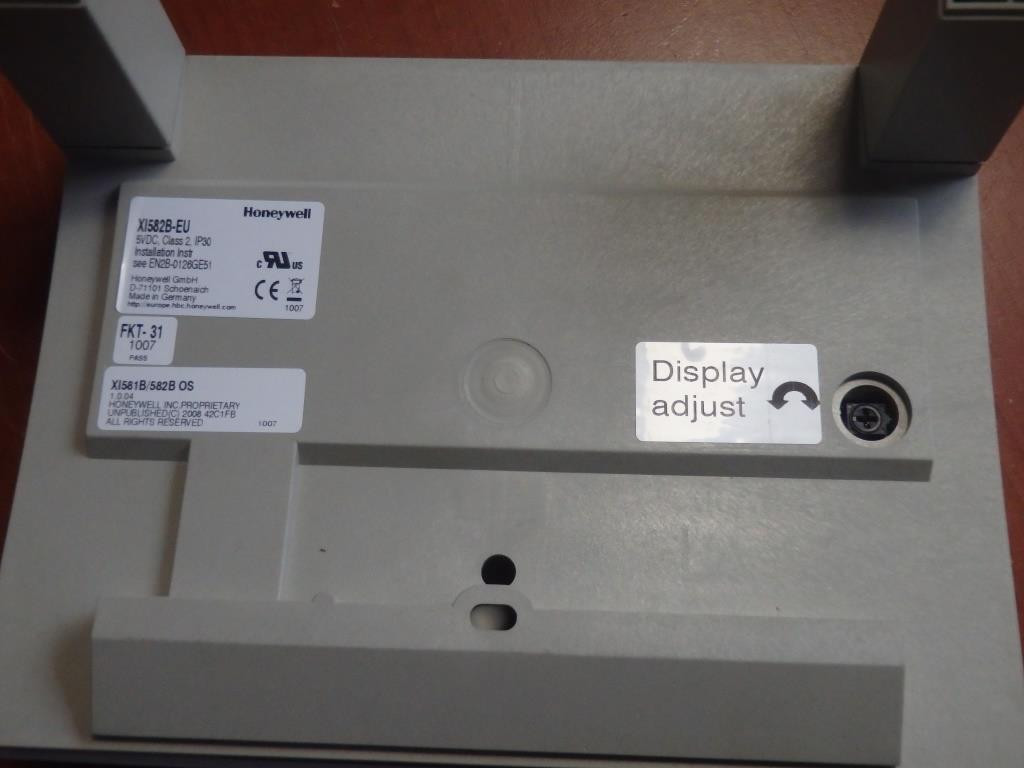 Honeywell
XI582B-EU
5VDC, Class 2, IP30
Installation Instr
see EN2B-0126GE51
c RU US
Honeywell GmbH
D-71101 Schoenaich
Made in Germany
CE
http://europe.hbc.honeywell.com
1007
FKT- 31
1007
PASS
XI581B/582B OS
1.0.04
HONEYWELL INC.PROPRIETARY
UNPUBLISHED(C) 2008 42C1FB
ALL RIGHTS RESERVED 1007
Display
adjust